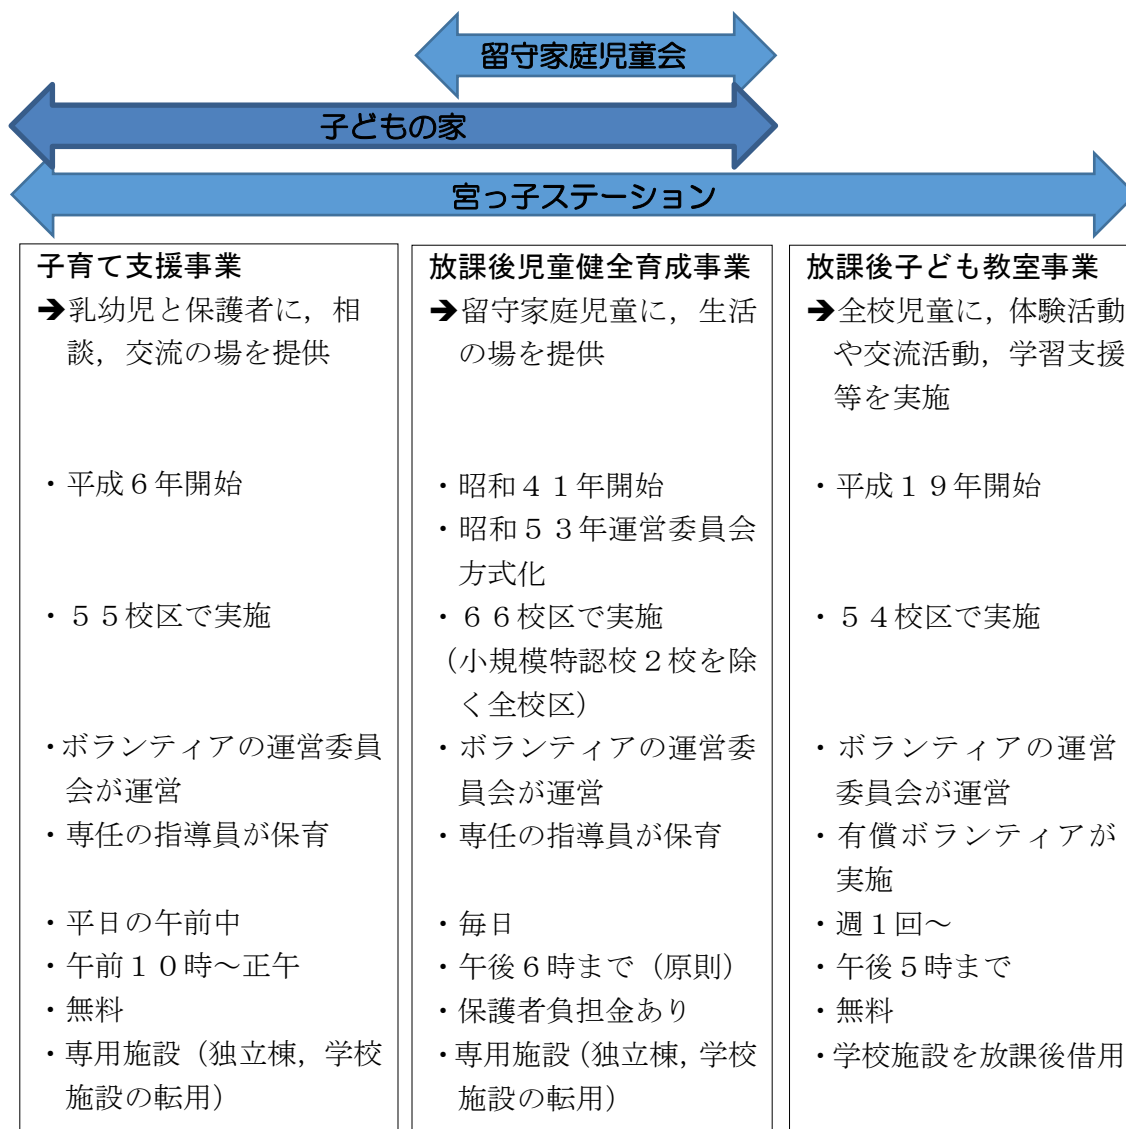 留守家庭児童会
子どもの家
宮っ子ステーション
子育て支援事業
➔乳幼児と保護者に，相
談，交流の場を提供
・平成６年開始
・５５校区で実施
・ボランティアの運営委員
会が運営
・専任の指導員が保育
・平日の午前中
・午前１０時～正午
・無料
・専用施設（独立棟，学校
施設の転用）
放課後児童健全育成事業
➔留守家庭児童に，生活
の場を提供
・昭和４１年開始
・昭和５３年運営委員会
方式化
・６６校区で実施
（小規模特認校２校を除
く全校区）
・ボランティアの運営委
員会が運営
・専任の指導員が保育
・毎日
・午後６時まで（原則）
・保護者負担金あり
・専用施設（独立棟，学校
施設の転用）
放課後子ども教室事業
➔全校児童に，体験活動
や交流活動，学習支援
等を実施
・平成１９年開始
・５４校区で実施
・ボランティアの運営
委員会が運営
・有償ボランティアが
実施
・週１回～
・午後５時まで
・無料
・学校施設を放課後借用